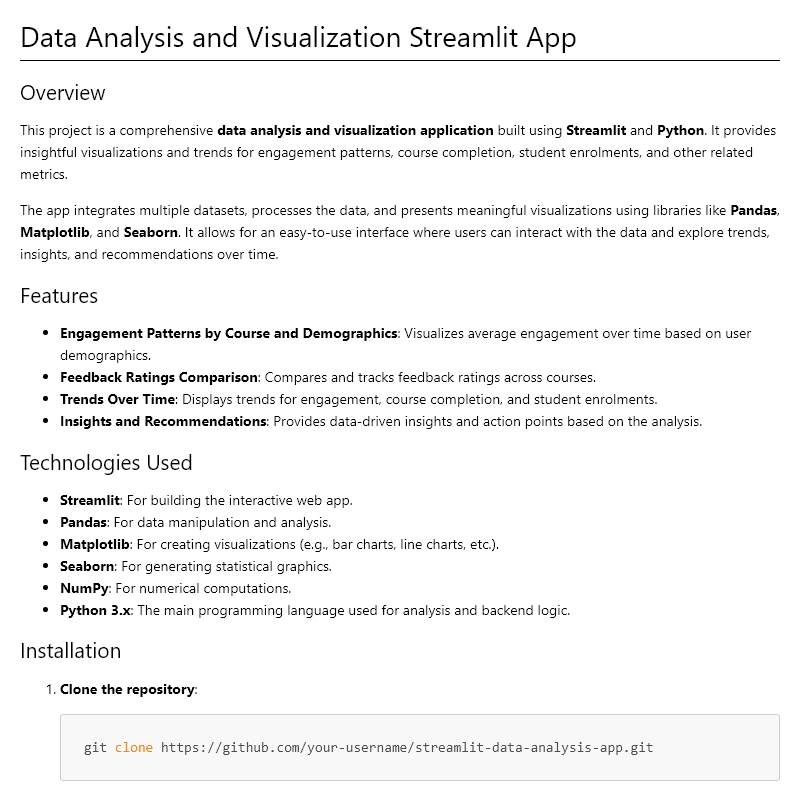 Data Analysis and Visualization Streamlit App
Overview
This project is a comprehensive data analysis and visualization application built using Streamlit and Python. It provides
insightful visualizations and trends for engagement patterns, course completion, student enrolments, and other related
metrics.
The app integrates multiple datasets, processes the data, and presents meaningful visualizations using libraries like Pandas,
Matplotlib, and Seaborn. It allows for an easy-to-use interface where users can interact with the data and explore trends,
insights, and recommendations over time.
Features
• Engagement Patterns by Course and Demographics: Visualizes average engagement over time based on user
demographics.
• Feedback Ratings Comparison: Compares and tracks feedback ratings across courses.
• Trends Over Time: Displays trends for engagement, course completion, and student enrolments.
• Insights and Recommendations: Provides data-driven insights and action points based on the analysis.
Technologies Used
• Streamlit: For building the interactive web app.
• Pandas: For data manipulation and analysis.
• Matplotlib: For creating visualizations (e.g., bar charts, line charts, etc.).
• Seaborn: For generating statistical graphics.
• NumPy: For numerical computations.
• Python 3.x: The main programming language used for analysis and backend logic.
Installation
1. Clone the repository:
git clone https://github.com/your-username/streamlit-data-analysis-app.git